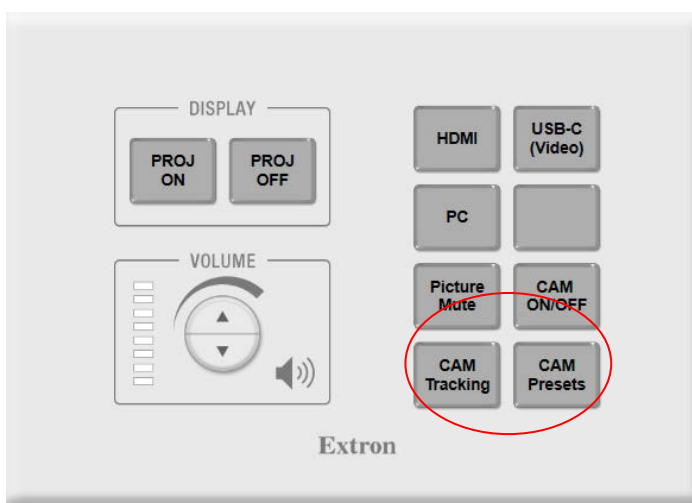 DISPLAY
PROJ
ON
PROJ
OFF
VOLUME
HDMI
USB-C
(Video)
PC
Picture
Mute
CAM
ON/OFF
CAM
Tracking
CAM
Presets
Extron